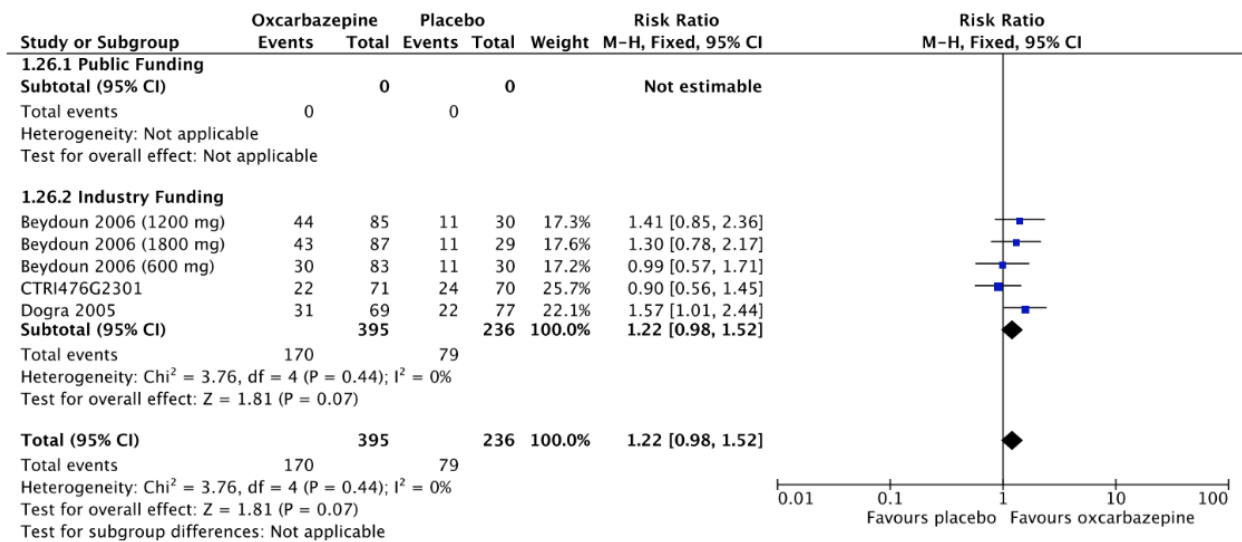 Oxcarbazepine Placebo Risk Ratio Risk Ratio
Study or Subgroup Events Total Events Total Weight M-H, Fixed, 95% CI M-H, Fixed, 95% CI
1.26.1 Public Funding
Subtotal (95% CI) 0 0 Not estimable
Total events 0 0
Heterogeneity: Not applicable
Test for overall effect: Not applicable
1.26.2 Industry Funding
Beydoun 2006 (1200 mg) 44 85 11 30 17.3% 1.41 [0.85, 2.36]
Beydoun 2006 (1800 mg) 43 87 11 29 17.6% 1.30 [0.78, 2.17]
Beydoun 2006 (600 mg) 30 83 11 30 17.2% 0.99 [0.57, 1.71]
CTRI476G2301 22 71 24 70 25.7% 0.90 [0.56, 1.45]
Dogra 2005 31 69 22 77 22.1% 1.57 [1.01, 2.44]
Subtotal (95% CI) 395 236 100.0% 1.22 [0.98, 1.52]
Total events 170 79
Heterogeneity: Chi² = 3.76, df = 4 (P = 0.44); I² = 0%
Test for overall effect: Z = 1.81 (P = 0.07)
Total (95% CI) 395 236 100.0% 1.22 [0.98, 1.52]
Total events 170 79
Heterogeneity: Chi² = 3.76, df = 4 (P = 0.44); I² = 0%
Test for overall effect: Z = 1.81 (P = 0.07)
Test for subgroup differences: Not applicable
0.01 0.1 1 10 100
Favours placebo Favours oxcarbazepine